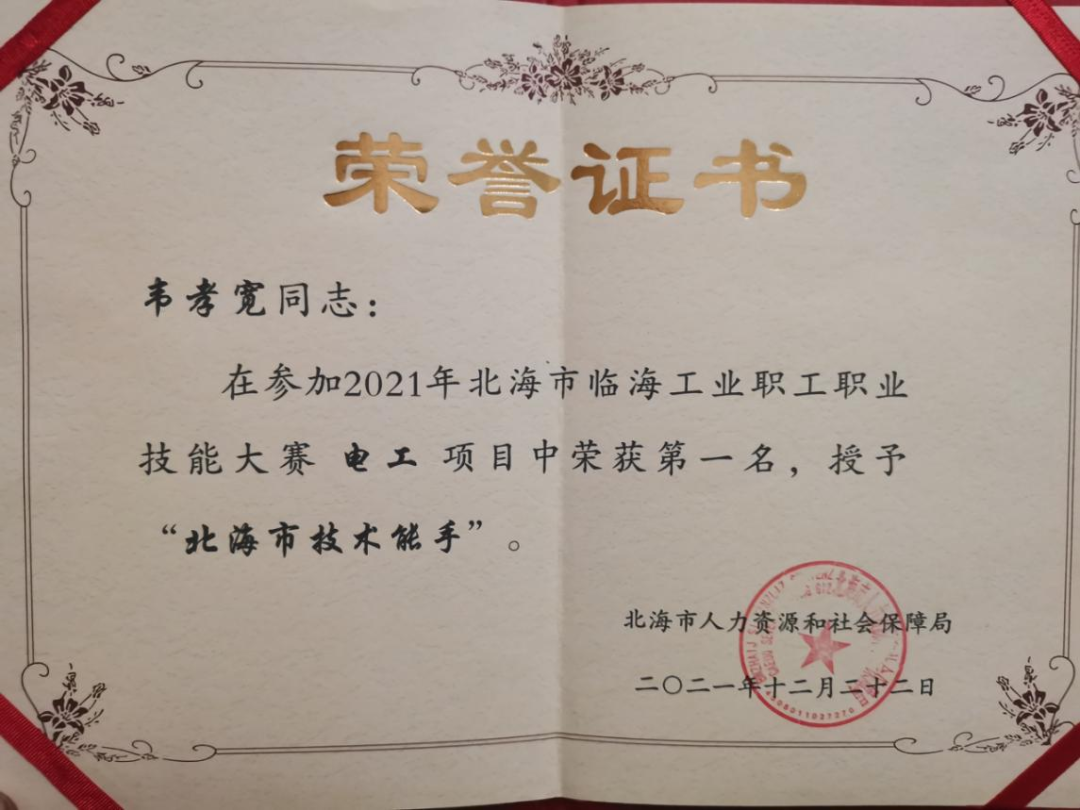 荣誉证书
韦孝宽同志：
在参加2021年北海市临海工业职工职业
技能大赛 电工 项目中荣获第一名，授予
“北海市技术能手”。
北海市人力资源和社会保障局
二〇二一年十二月二十二日